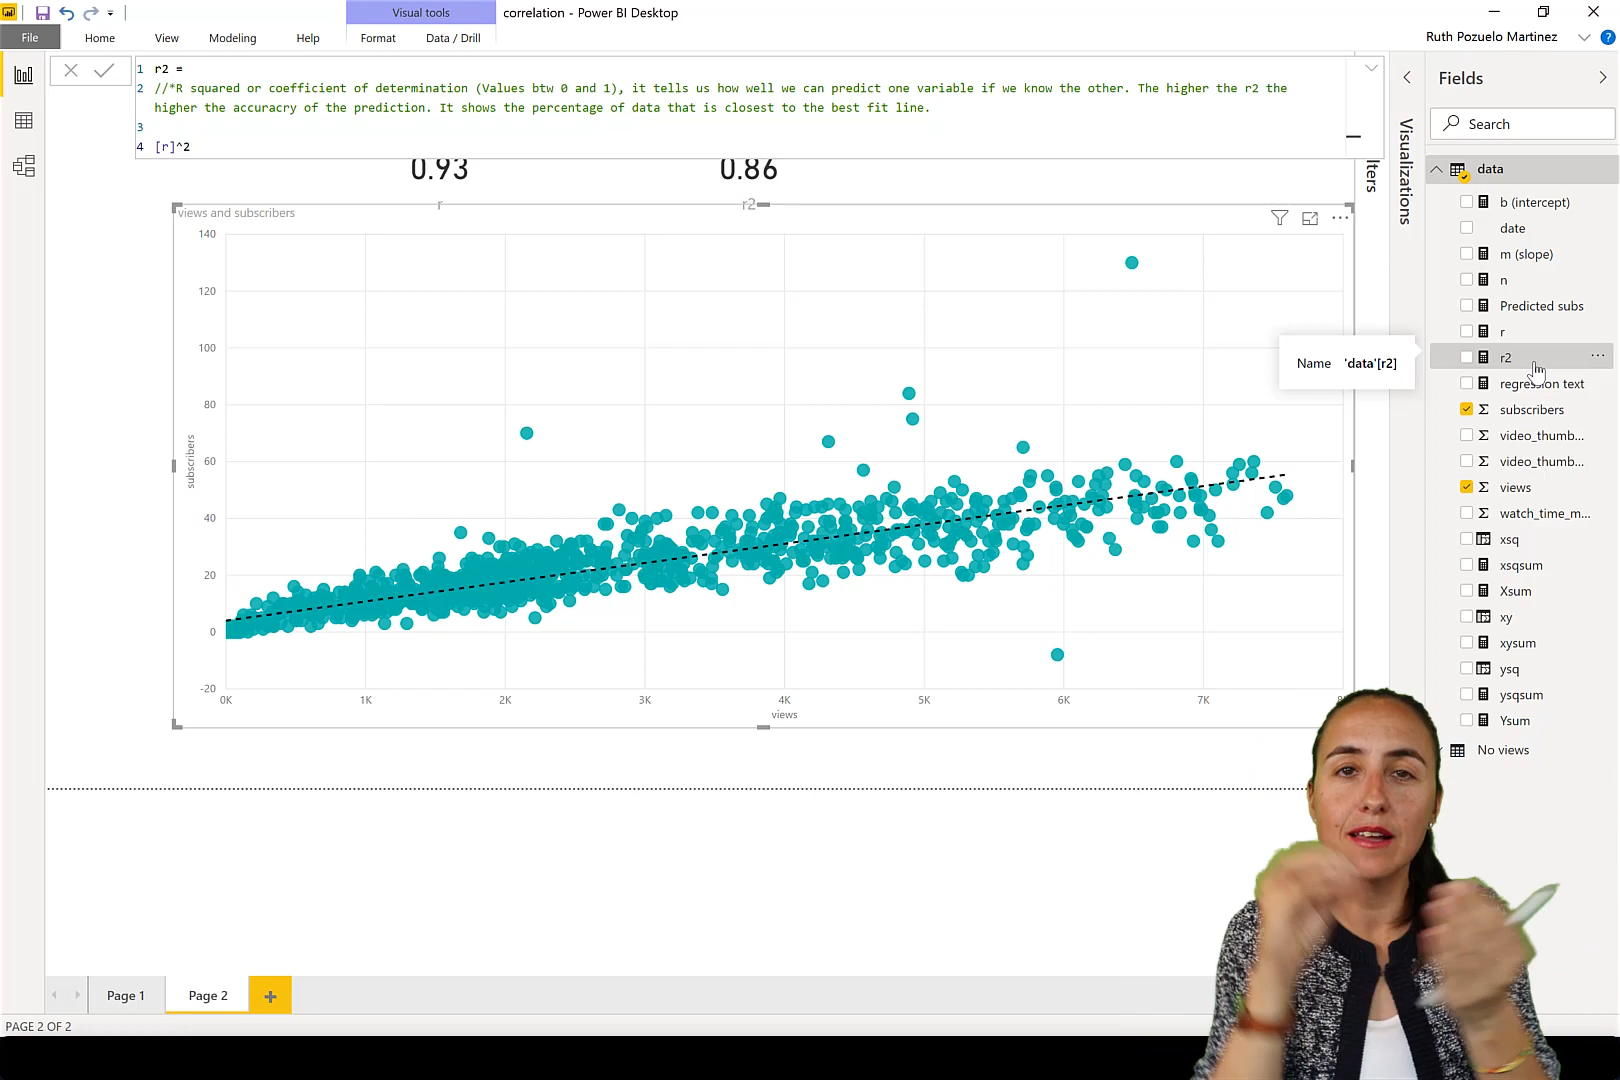 Visual tools
correlation - Power BI Desktop
File
Home
View
Modeling
Help
Format
Data / Drill
Ruth Pozuelo Martinez
?
1 r2 =
2 //*R squared or coefficient of determination (Values btw 0 and 1), it tells us how well we can predict one variable if we know the other. The higher the r2 the
higher the accuracry of the prediction. It shows the percentage of data that is closest to the best fit line.
3
4 [r]^2
0.93
0.86
r
r2
views and subscribers
140
120
100
80
60
40
20
0
-20
subscribers
0K
1K
2K
3K
4K
5K
6K
7K
views
lters
Visualizations
Fields
Search
data
b (intercept)
date
m (slope)
n
Predicted subs
r
r2
regression text
subscribers
video_thumb...
video_thumb...
views
watch_time_m...
xsq
xsqsum
Xsum
xy
xysum
ysq
ysqsum
Ysum
No views
Name 'data'[r2]
Page 1
Page 2
+
PAGE 2 OF 2